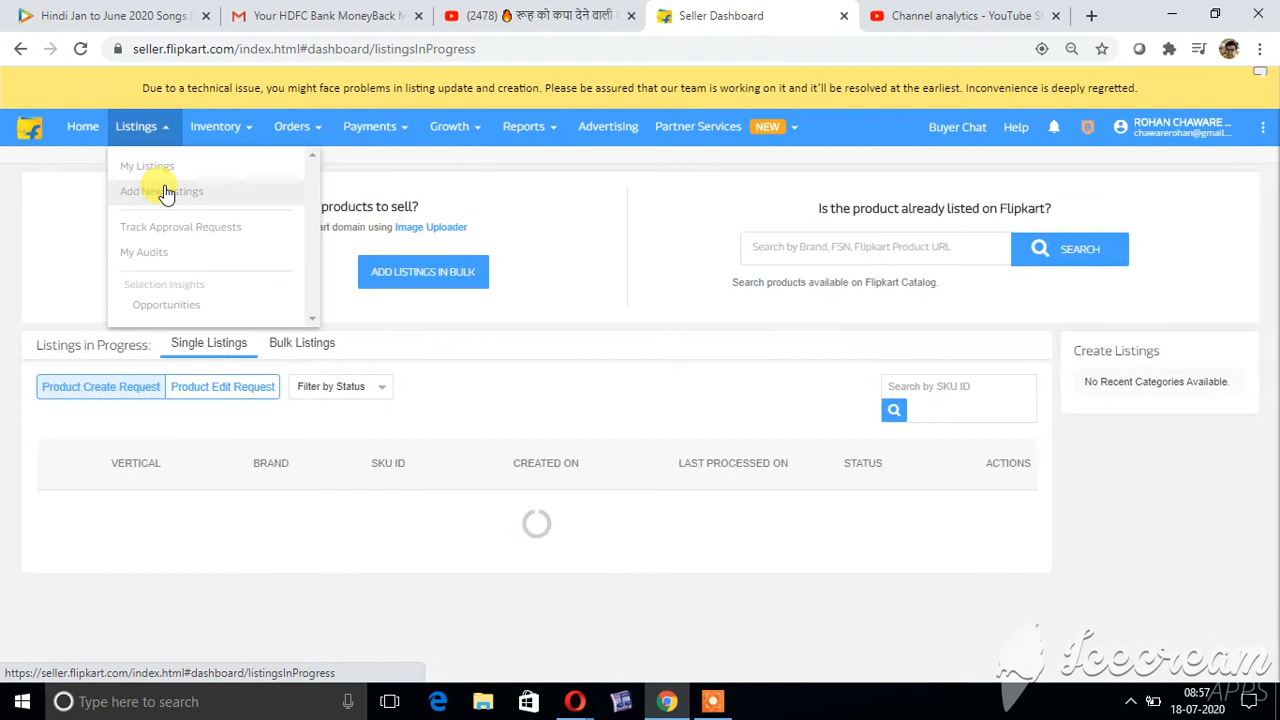 Hindi Jan to June 2020 Songs D
Your HDFC Bank MoneyBack M
(2478) 🔥 रूह को कपा देने वाली
Seller Dashboard
Channel analytics - YouTube St
seller.flipkart.com/index.html#dashboard/listingsInProgress
Due to a technical issue, you might face problems in listing update and creation. Please be assured that our team is working on it and it'll be resolved at the earliest. Inconvenience is deeply regretted.
Home
Listings
Inventory
Orders
Payments
Growth
Reports
Advertising
Partner Services
NEW
Buyer Chat
Help
ROHAN CHAWARE
chawarerohan@gmail....
My Listings
Add New Listings
Track Approval Requests
My Audits
Selection Insights
Opportunities
products to sell?
art domain using Image Uploader
ADD LISTINGS IN BULK
Is the product already listed on Flipkart?
Search by Brand, FSN, Flipkart Product URL
SEARCH
Search products available on Flipkart Catalog.
Listings in Progress:
Single Listings
Bulk Listings
Create Listings
No Recent Categories Available.
Product Create Request
Product Edit Request
Filter by Status
Search by SKU ID
VERTICAL
BRAND
SKU ID
CREATED ON
LAST PROCESSED ON
STATUS
ACTIONS
https://seller.flipkart.com/index.html#dashboard/listingsInProgress
Icecream
APPS
Type here to search
08:57
18-07-2020